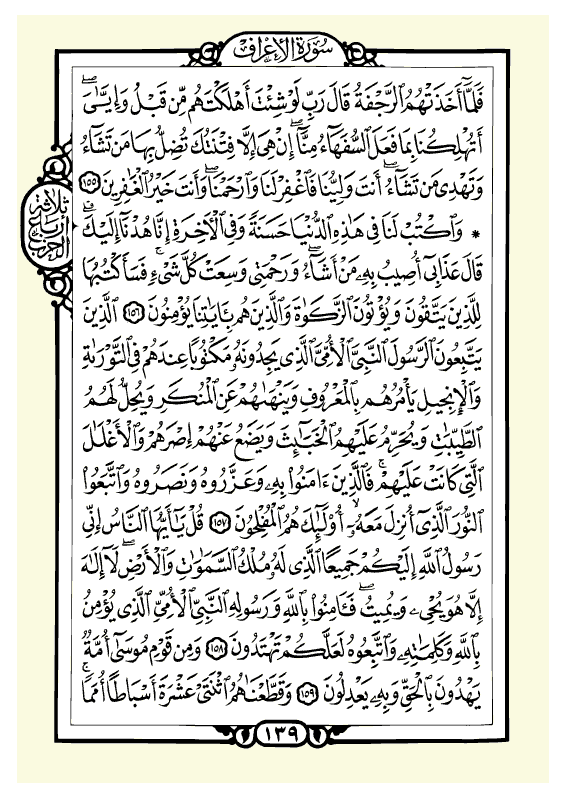 سُورَةُ الأَعْرَاف
فَلَمَّآ أَخَذَتْهُمُ ٱلرَّجْفَةُ قَالَ رَبِّ لَوْ شِئْتَ أَهْلَكْتَهُم مِّن قَبْلُ وَإِيَّـٰىَۖ
أَتُهْلِكُنَا بِمَا فَعَلَ ٱلسُّفَهَآءُ مِنَّآۖ إِنْ هِىَ إِلَّا فِتْنَتُكَ تُضِلُّ بِهَا مَن تَشَآءُ
وَتَهْدِى مَن تَشَآءُۖ أَنتَ وَلِيُّنَا فَٱغْفِرْ لَنَا وَٱرْحَمْنَاۖ وَأَنتَ خَيْرُ ٱلْغَـٰفِرِينَ ١٥٥
* وَٱكْتُبْ لَنَا فِى هَـٰذِهِ ٱلدُّنْيَا حَسَنَةً وَفِى ٱلْـَٔاخِرَةِ إِنَّا هُدْنَآ إِلَيْكَۚ
ثلاثة
أرباع
الحزب
قَالَ عَذَابِىٓ أُصِيبُ بِهِۦ مَنْ أَشَآءُۖ وَرَحْمَتِى وَسِعَتْ كُلَّ شَىْءٍۚ فَسَأَكْتُبُهَا
لِلَّذِينَ يَتَّقُونَ وَيُؤْتُونَ ٱلزَّكَوٰةَ وَٱلَّذِينَ هُم بِـَٔايَـٰتِنَا يُؤْمِنُونَ ١٥٦ ٱلَّذِينَ
يَتَّبِعُونَ ٱلرَّسُولَ ٱلنَّبِىَّ ٱلْأُمِّىَّ ٱلَّذِى يَجِدُونَهُۥ مَكْتُوبًا عِندَهُمْ فِى ٱلتَّوْرَىٰةِ
وَٱلْإِنجِيلِ يَأْمُرُهُم بِٱلْمَعْرُوفِ وَيَنْهَىٰهُمْ عَنِ ٱلْمُنكَرِ وَيُحِلُّ لَهُمُ
ٱلطَّيِّبَـٰتِ وَيُحَرِّمُ عَلَيْهِمُ ٱلْخَبَـٰٓئِثَ وَيَضَعُ عَنْهُمْ إِصْرَهُمْ وَٱلْأَغْلَـٰلَ
ٱلَّتِى كَانَتْ عَلَيْهِمْۚ فَٱلَّذِينَ ءَامَنُوا۟ بِهِۦ وَعَزَّرُوهُ وَنَصَرُوهُ وَٱتَّبَعُوا۟
ٱلنُّورَ ٱلَّذِىٓ أُنزِلَ مَعَهُۥٓۙ أُو۟لَـٰٓئِكَ هُمُ ٱلْمُفْلِحُونَ ١٥٧ قُلْ يَـٰٓأَيُّهَا ٱلنَّاسُ إِنِّى
رَسُولُ ٱللَّهِ إِلَيْكُمْ جَمِيعًا ٱلَّذِى لَهُۥ مُلْكُ ٱلسَّمَـٰوَٰتِ وَٱلْأَرْضِۖ لَآ إِلَـٰهَ
إِلَّا هُوَ يُحْىِۦ وَيُمِيتُۖ فَـَٔامِنُوا۟ بِٱللَّهِ وَرَسُولِهِ ٱلنَّبِىِّ ٱلْأُمِّىِّ ٱلَّذِى يُؤْمِنُ
بِٱللَّهِ وَكَلِمَـٰتِهِۦ وَٱتَّبِعُوهُ لَعَلَّكُمْ تَهْتَدُونَ ١٥٨ وَمِن قَوْمِ مُوسَىٰٓ أُمَّةٌ
يَهْدُونَ بِٱلْحَقِّ وَبِهِۦ يَعْدِلُونَ ١٥٩ وَقَطَّعْنَـٰهُمُ ٱثْنَتَىْ عَشْرَةَ أَسْبَاطًا أُمَمًاۚ
١٣٩